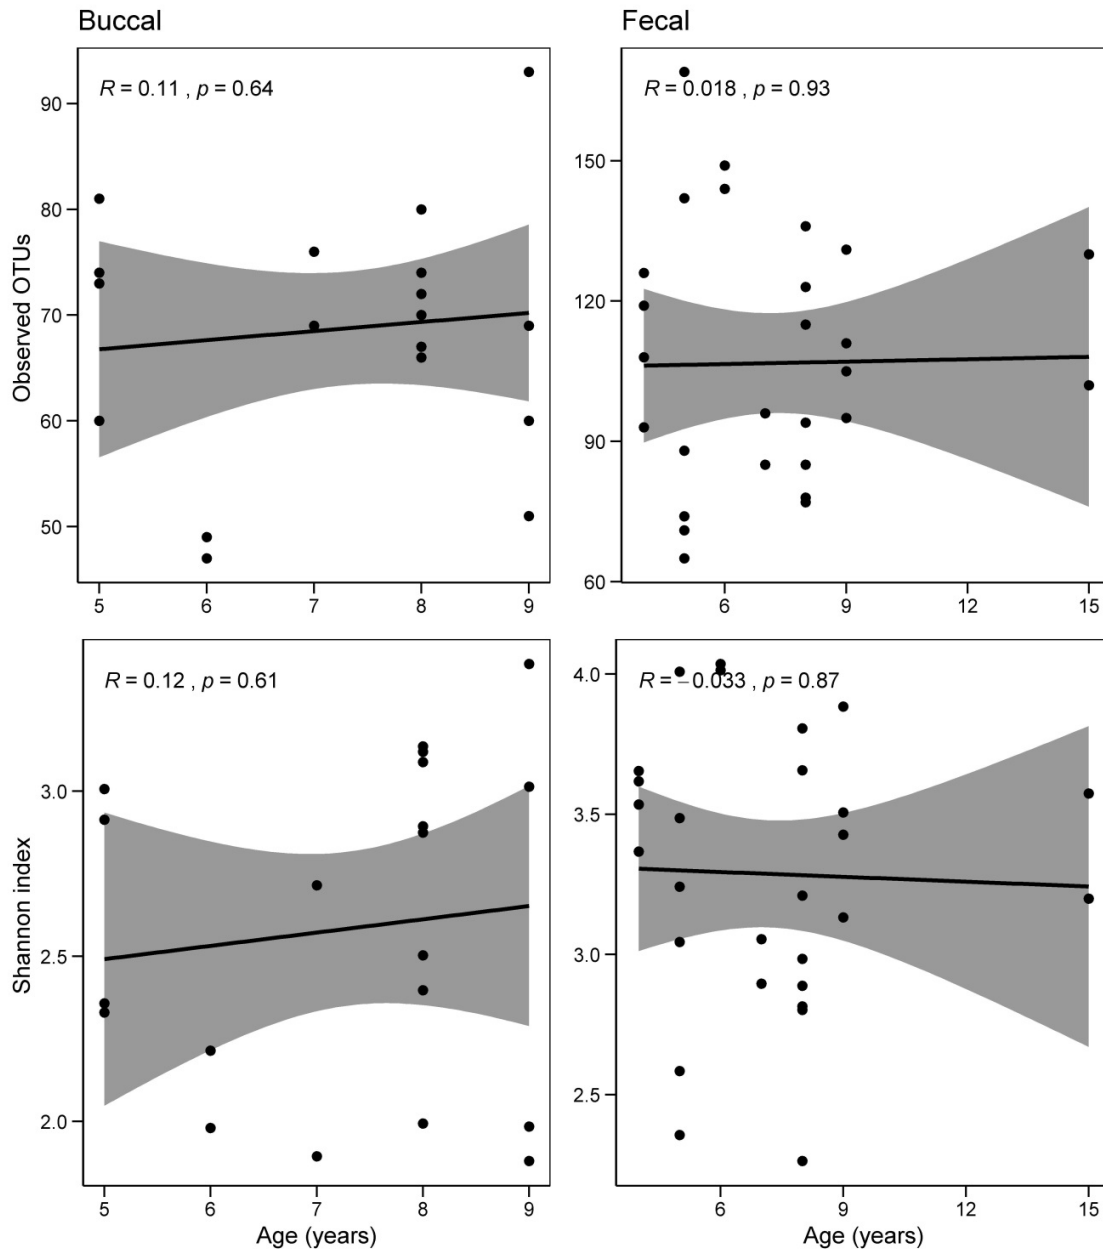 Buccal
Fecal
R = 0.11 , p = 0.64
R = 0.018 , p = 0.93
Observed OTUs
90
80
70
60
50
150
120
90
60
5 6 7 8 9
6 9 12 15
R = 0.12 , p = 0.61
R = −0.033 , p = 0.87
Shannon index
3.0
2.5
2.0
4.0
3.5
3.0
2.5
5 6 7 8 9
6 9 12 15
Age (years)
Age (years)